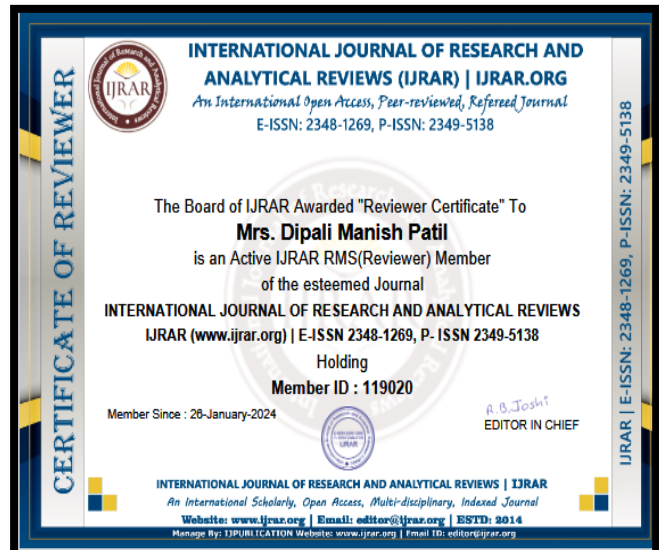 INTERNATIONAL JOURNAL OF RESEARCH AND
ANALYTICAL REVIEWS (IJRAR) | IJRAR.ORG
An International Open Access, Peer-reviewed, Refereed Journal
E-ISSN: 2348-1269, P-ISSN: 2349-5138
IJRAR
CERTIFICATE OF REVIEWER
The Board of IJRAR Awarded "Reviewer Certificate" To
Mrs. Dipali Manish Patil
is an Active IJRAR RMS(Reviewer) Member
of the esteemed Journal
INTERNATIONAL JOURNAL OF RESEARCH AND ANALYTICAL REVIEWS
IJRAR (www.ijrar.org) | E-ISSN 2348-1269, P- ISSN 2349-5138
Holding
Member ID : 119020
Member Since : 26-January-2024
R.B.Joshi
EDITOR IN CHIEF
IJRAR | E-ISSN: 2348-1269, P-ISSN: 2349-5138
INTERNATIONAL JOURNAL OF RESEARCH AND ANALYTICAL REVIEWS | IJRAR
An International Scholarly, Open Access, Multi-disciplinary, Indexed Journal
Website: www.ijrar.org | Email: editor@ijrar.org | ESTD: 2014
Manage By: IJPUBLICATION Website: www.ijrar.org | Email ID: editor@ijrar.org